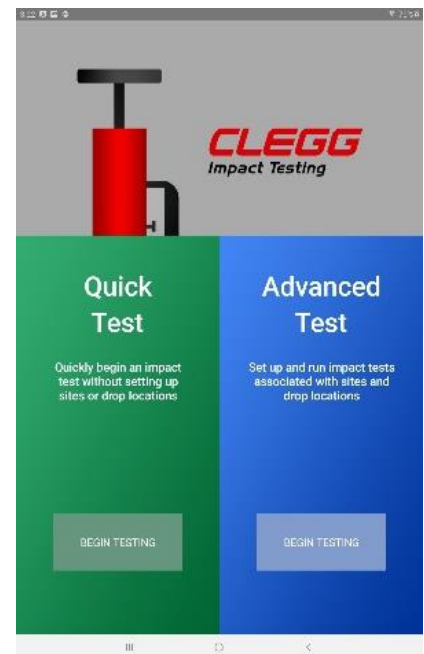 CLEGG
Impact Testing
Quick
Test
Quickly begin an impact
test without setting up
sites or drop locations
BEGIN TESTING
Advanced
Test
Set up and run impact tests
associated with sites and
drop locations
BEGIN TESTING